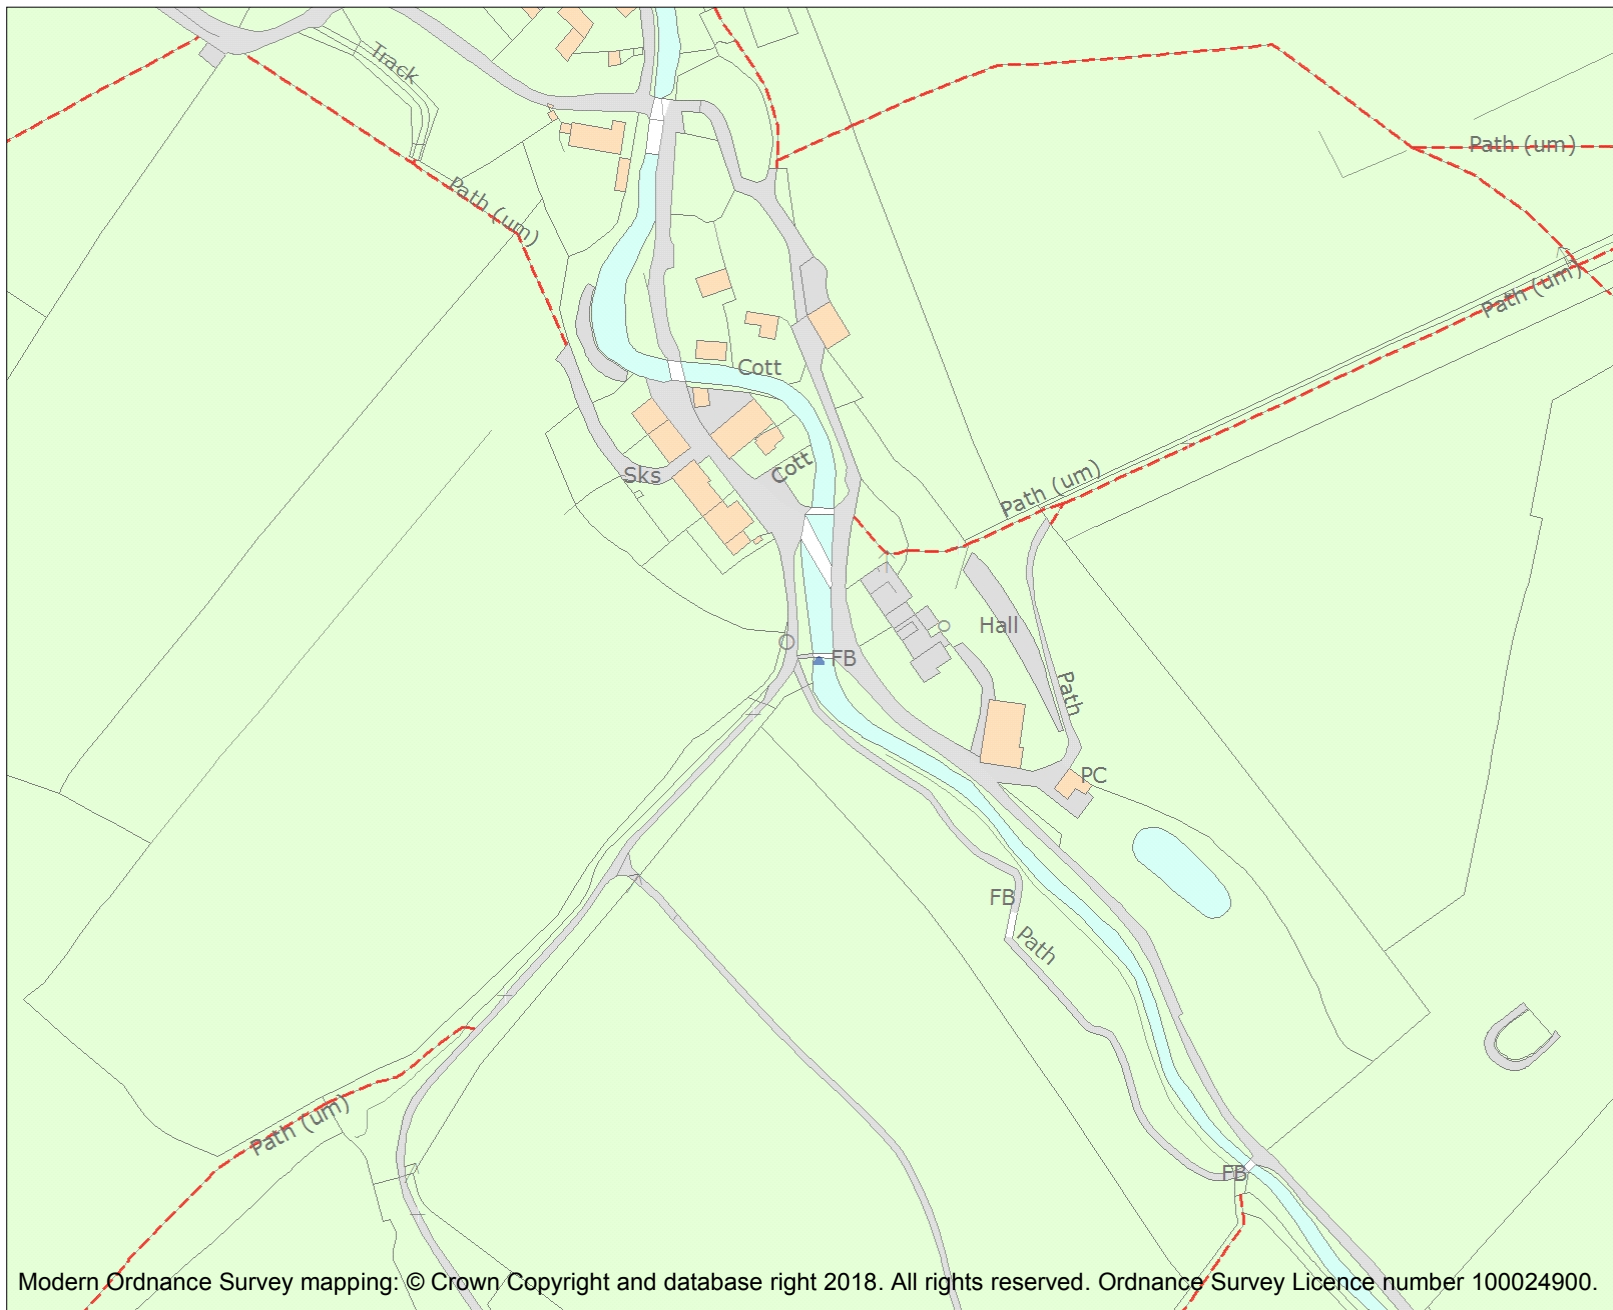 Track
Path (um)
Path (um)
Path (um)
Cott
Cott
Sks
Path (um)
Hall
FB
Path
PC
FB
Path
Path (um)
FB
Modern Ordnance Survey mapping: © Crown Copyright and database right 2018. All rights reserved. Ordnance Survey Licence number 100024900.